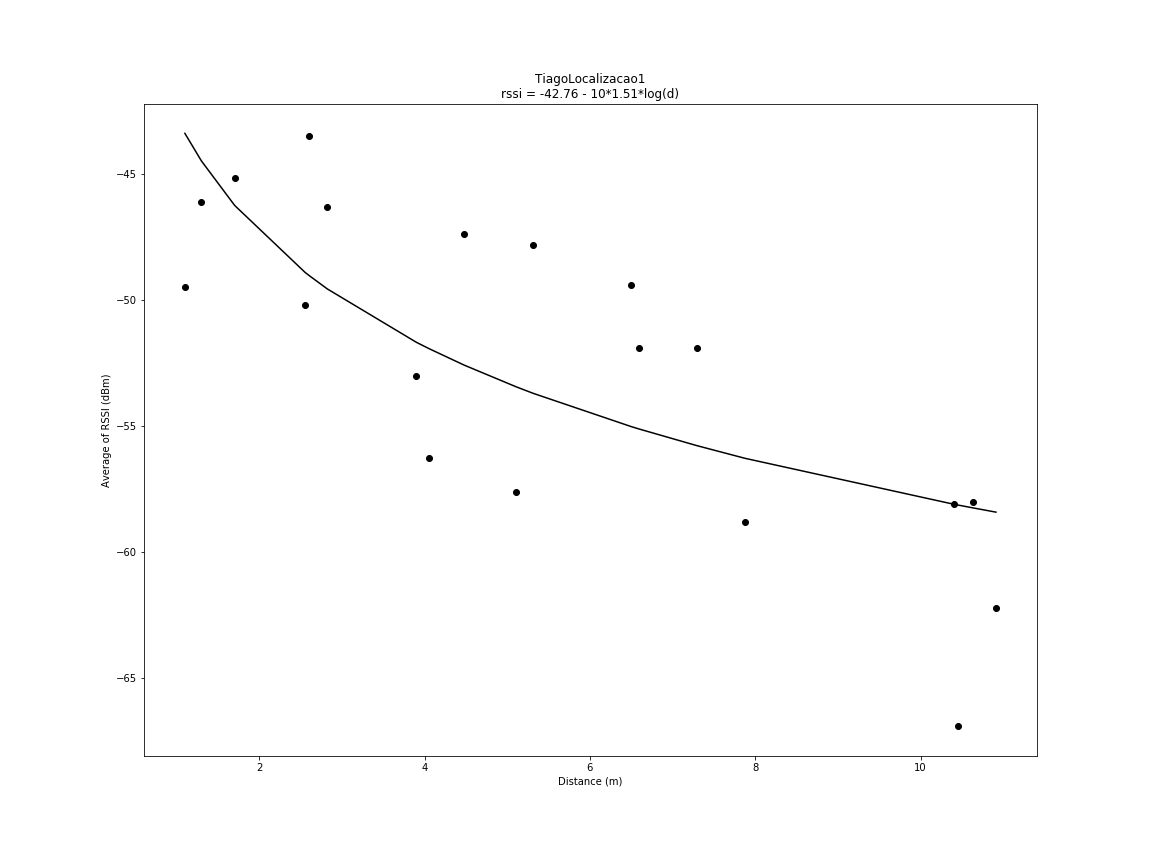 TiagoLocalizacao1
rssi = -42.76 - 10*1.51*log(d)
−45
−50
−55
−60
−65
Average of RSSI (dBm)
2
4
6
8
10
Distance (m)